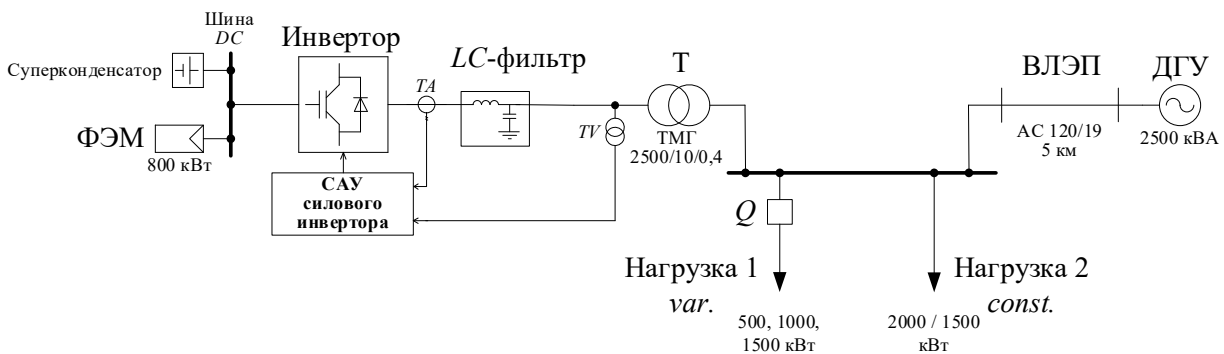 Шина
DC
Суперконденсатор
ФЭМ
800 кВт
Инвертор
САУ
силового
инвертора
TA
LC-фильтр
TV
Т
ТМГ
2500/10/0,4
Q
Нагрузка 1
var.
500, 1000,
1500 кВт
Нагрузка 2
const.
2000 / 1500
кВт
ВЛЭП
АС 120/19
5 км
ДГУ
2500 кВА